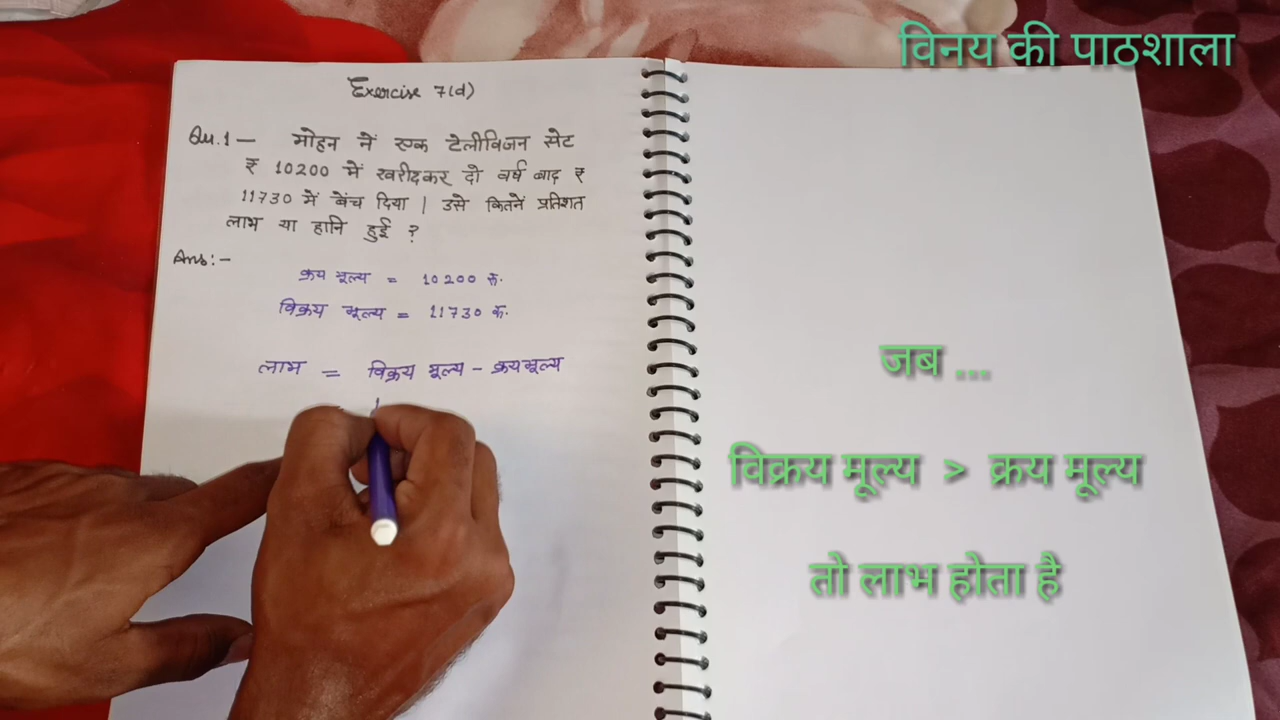 विनय की पाठशाला
Exercise 7(d)
Qu.1 — मोहन नें एक टेलीविजन सेट
₹ 10200 में खरीदकर दो वर्ष बाद ₹
11730 में बेंच दिया । उसे कितनें प्रतिशत
लाभ या हानि हुई ?
Ans:-
क्रय मूल्य = 10200 रू.
विक्रय मूल्य = 11730 रू.
लाभ = विक्रय मूल्य - क्रय मूल्य
जब ...
विक्रय मूल्य > क्रय मूल्य
तो लाभ होता है